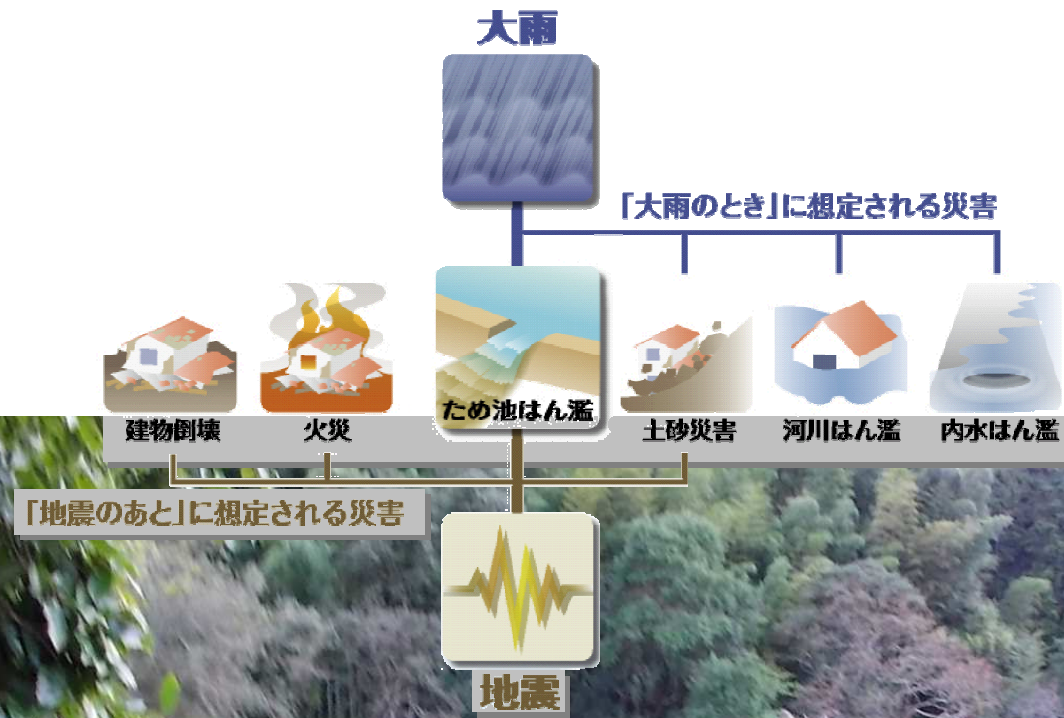 大雨
「大雨のとき」に想定される災害
建物倒壊
火災
ため池はん濫
土砂災害
河川はん濫
内水はん濫
「地震のあと」に想定される災害
地震